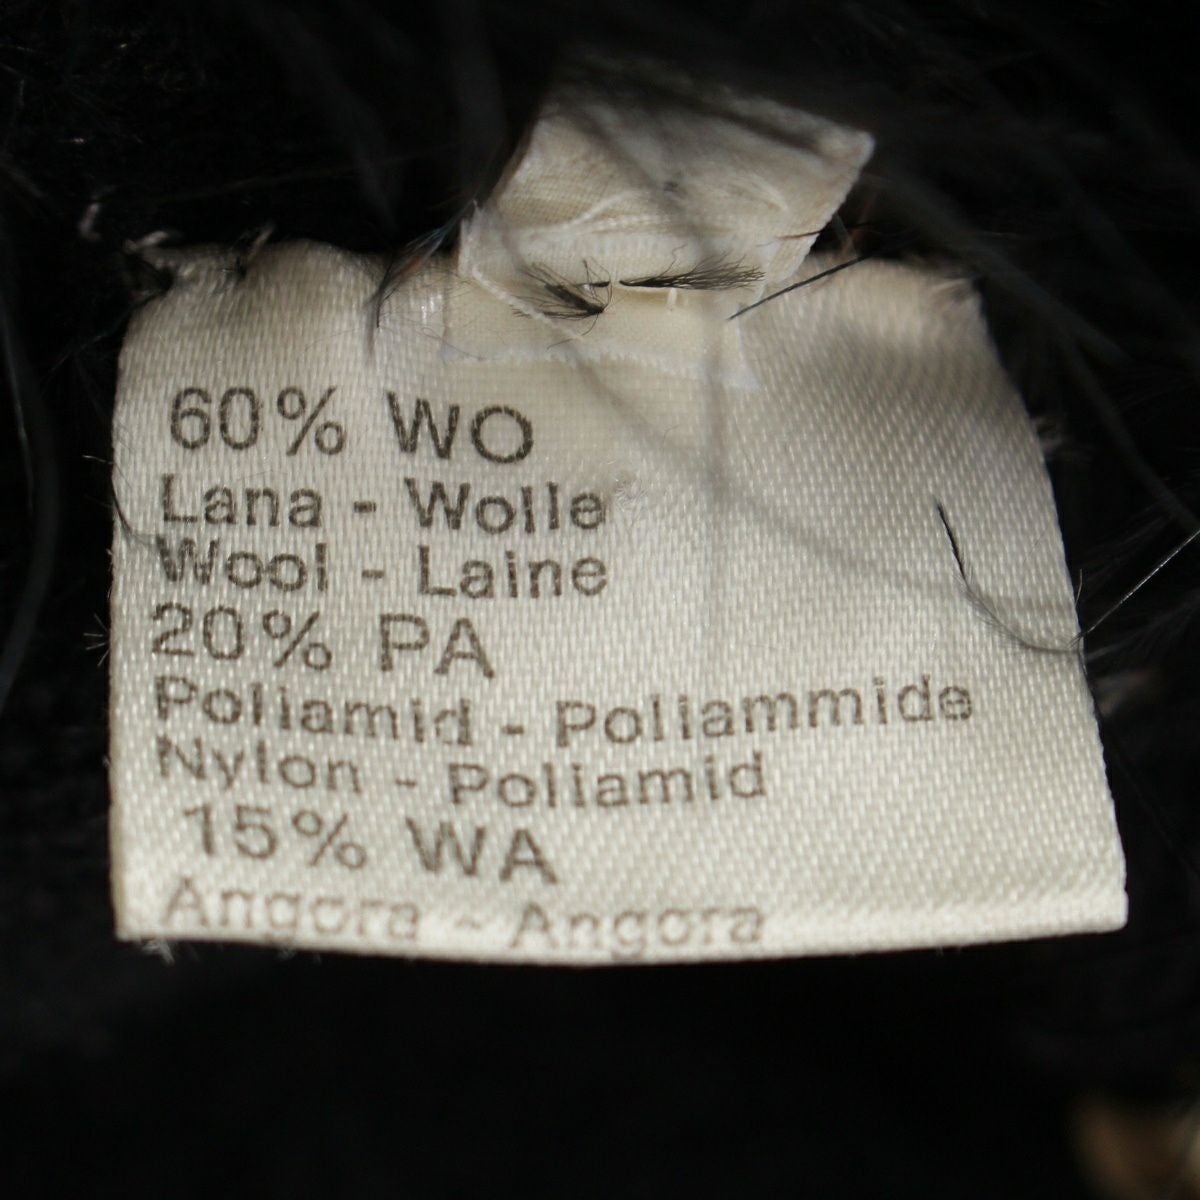 60% WO
Lana - Wolle
Wool - Laine
20% PA
Poliamid - Poliammide
Nylon - Poliamid
15% WA
Angora - Angora